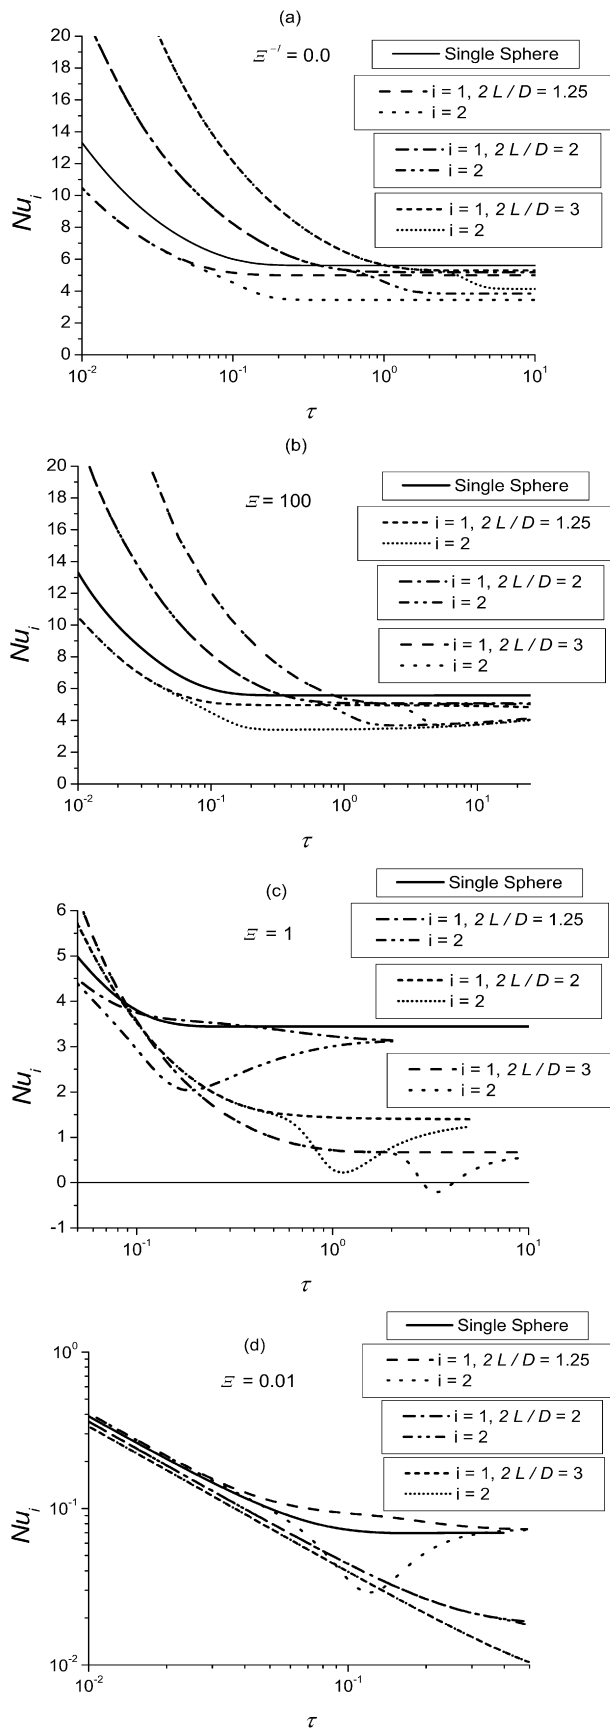 (a)
Ξ⁻ˡ = 0.0
Single Sphere
i = 1, 2 L / D = 1.25
i = 2
i = 1, 2 L / D = 2
i = 2
i = 1, 2 L / D = 3
i = 2
20
18
16
14
12
10
8
6
4
2
0
Nuᵢ
10⁻² 10⁻¹ 10⁰ 10¹
τ
(b)
Ξ = 100
Single Sphere
i = 1, 2 L / D = 1.25
i = 2
i = 1, 2 L / D = 2
i = 2
i = 1, 2 L / D = 3
i = 2
20
18
16
14
12
10
8
6
4
2
0
Nuᵢ
10⁻² 10⁻¹ 10⁰ 10¹
τ
(c)
Ξ = 1
Single Sphere
i = 1, 2 L / D = 1.25
i = 2
i = 1, 2 L / D = 2
i = 2
i = 1, 2 L / D = 3
i = 2
6
5
4
3
2
1
0
-1
Nuᵢ
10⁻¹ 10⁰ 10¹
τ
(d)
Ξ = 0.01
Single Sphere
i = 1, 2 L / D = 1.25
i = 2
i = 1, 2 L / D = 2
i = 2
i = 1, 2 L / D = 3
i = 2
10⁰
10⁻¹
10⁻²
Nuᵢ
10⁻² 10⁻¹
τ